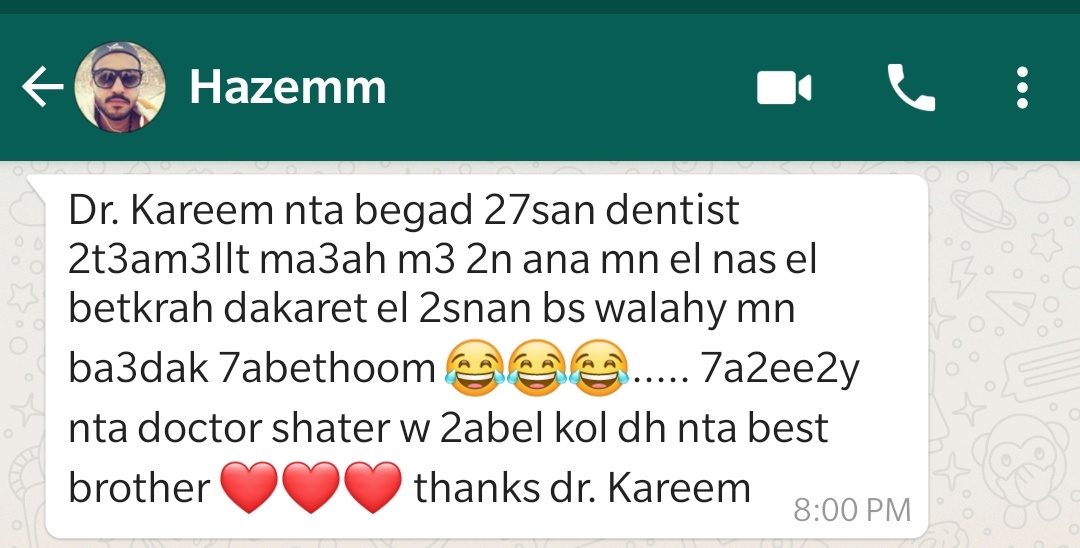 Hazemm
Dr. Kareem nta begad 27san dentist
2t3am3llt ma3ah m3 2n ana mn el nas el
betkrah dakaret el 2snan bs walahy mn
ba3dak 7abethoom 😂😂😂..... 7a2ee2y
nta doctor shater w 2abel kol dh nta best
brother ❤️❤️❤️ thanks dr. Kareem
8:00 PM